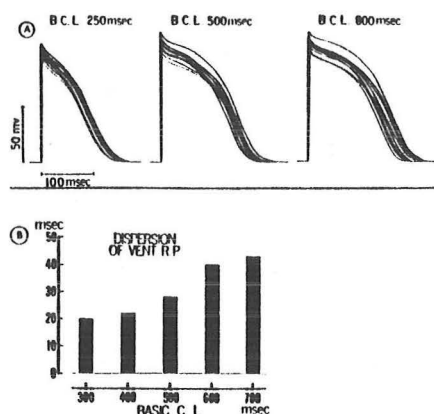 A
B C L 250msec
B C L 500msec
B C L 800msec
50 mv
100msec
B
msec
DISPERSION
OF VENT R P
50
40
30
20
10
0
300 400 500 600 700
BASIC C L msec